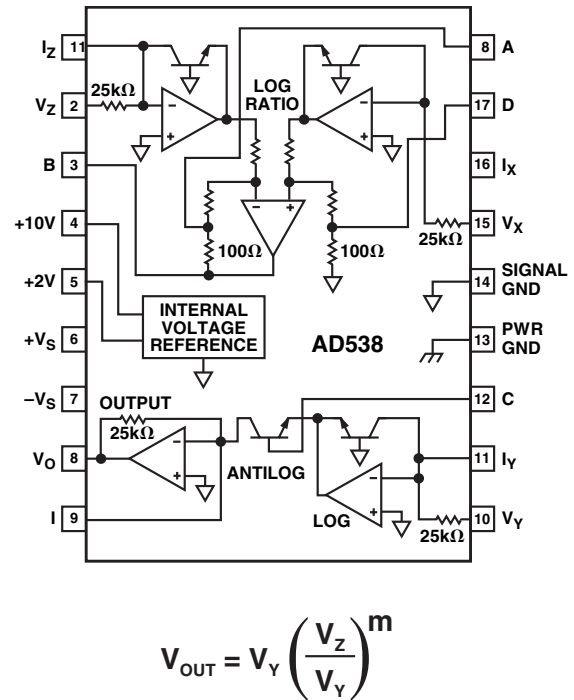 I_Z 11
25kΩ
V_Z 2
B 3
+10V 4
+2V 5
+V_S 6
–V_S 7
V_O 8
I 9
LOG
RATIO
–
+
–
+
–
+
100Ω
100Ω
25kΩ
8 A
17 D
16 I_X
15 V_X
14 SIGNAL
GND
13 PWR
GND
12 C
11 I_Y
10 V_Y
INTERNAL
VOLTAGE
REFERENCE
AD538
OUTPUT
25kΩ
–
+
ANTILOG
LOG
–
+
25kΩ
V_OUT = V_Y (V_Z / V_Y)^m